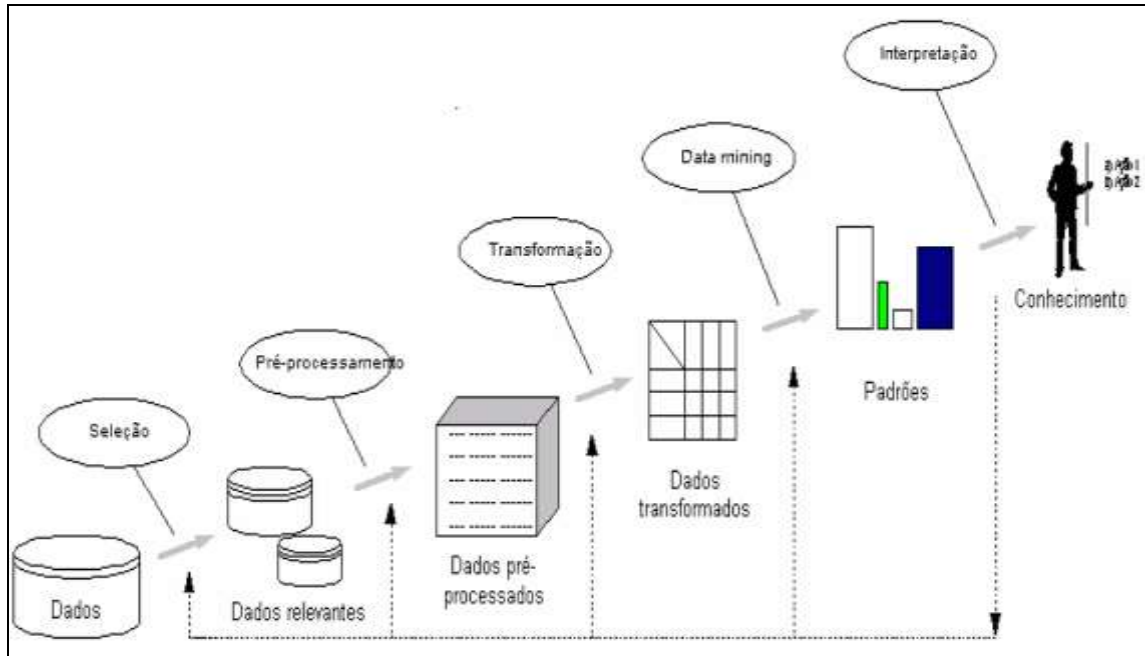 Interpretação
Data mining
Transformação
Pré-processamento
Seleção
Conhecimento
Padrões
Dados
transformados
Dados pré-
processados
Dados relevantes
Dados